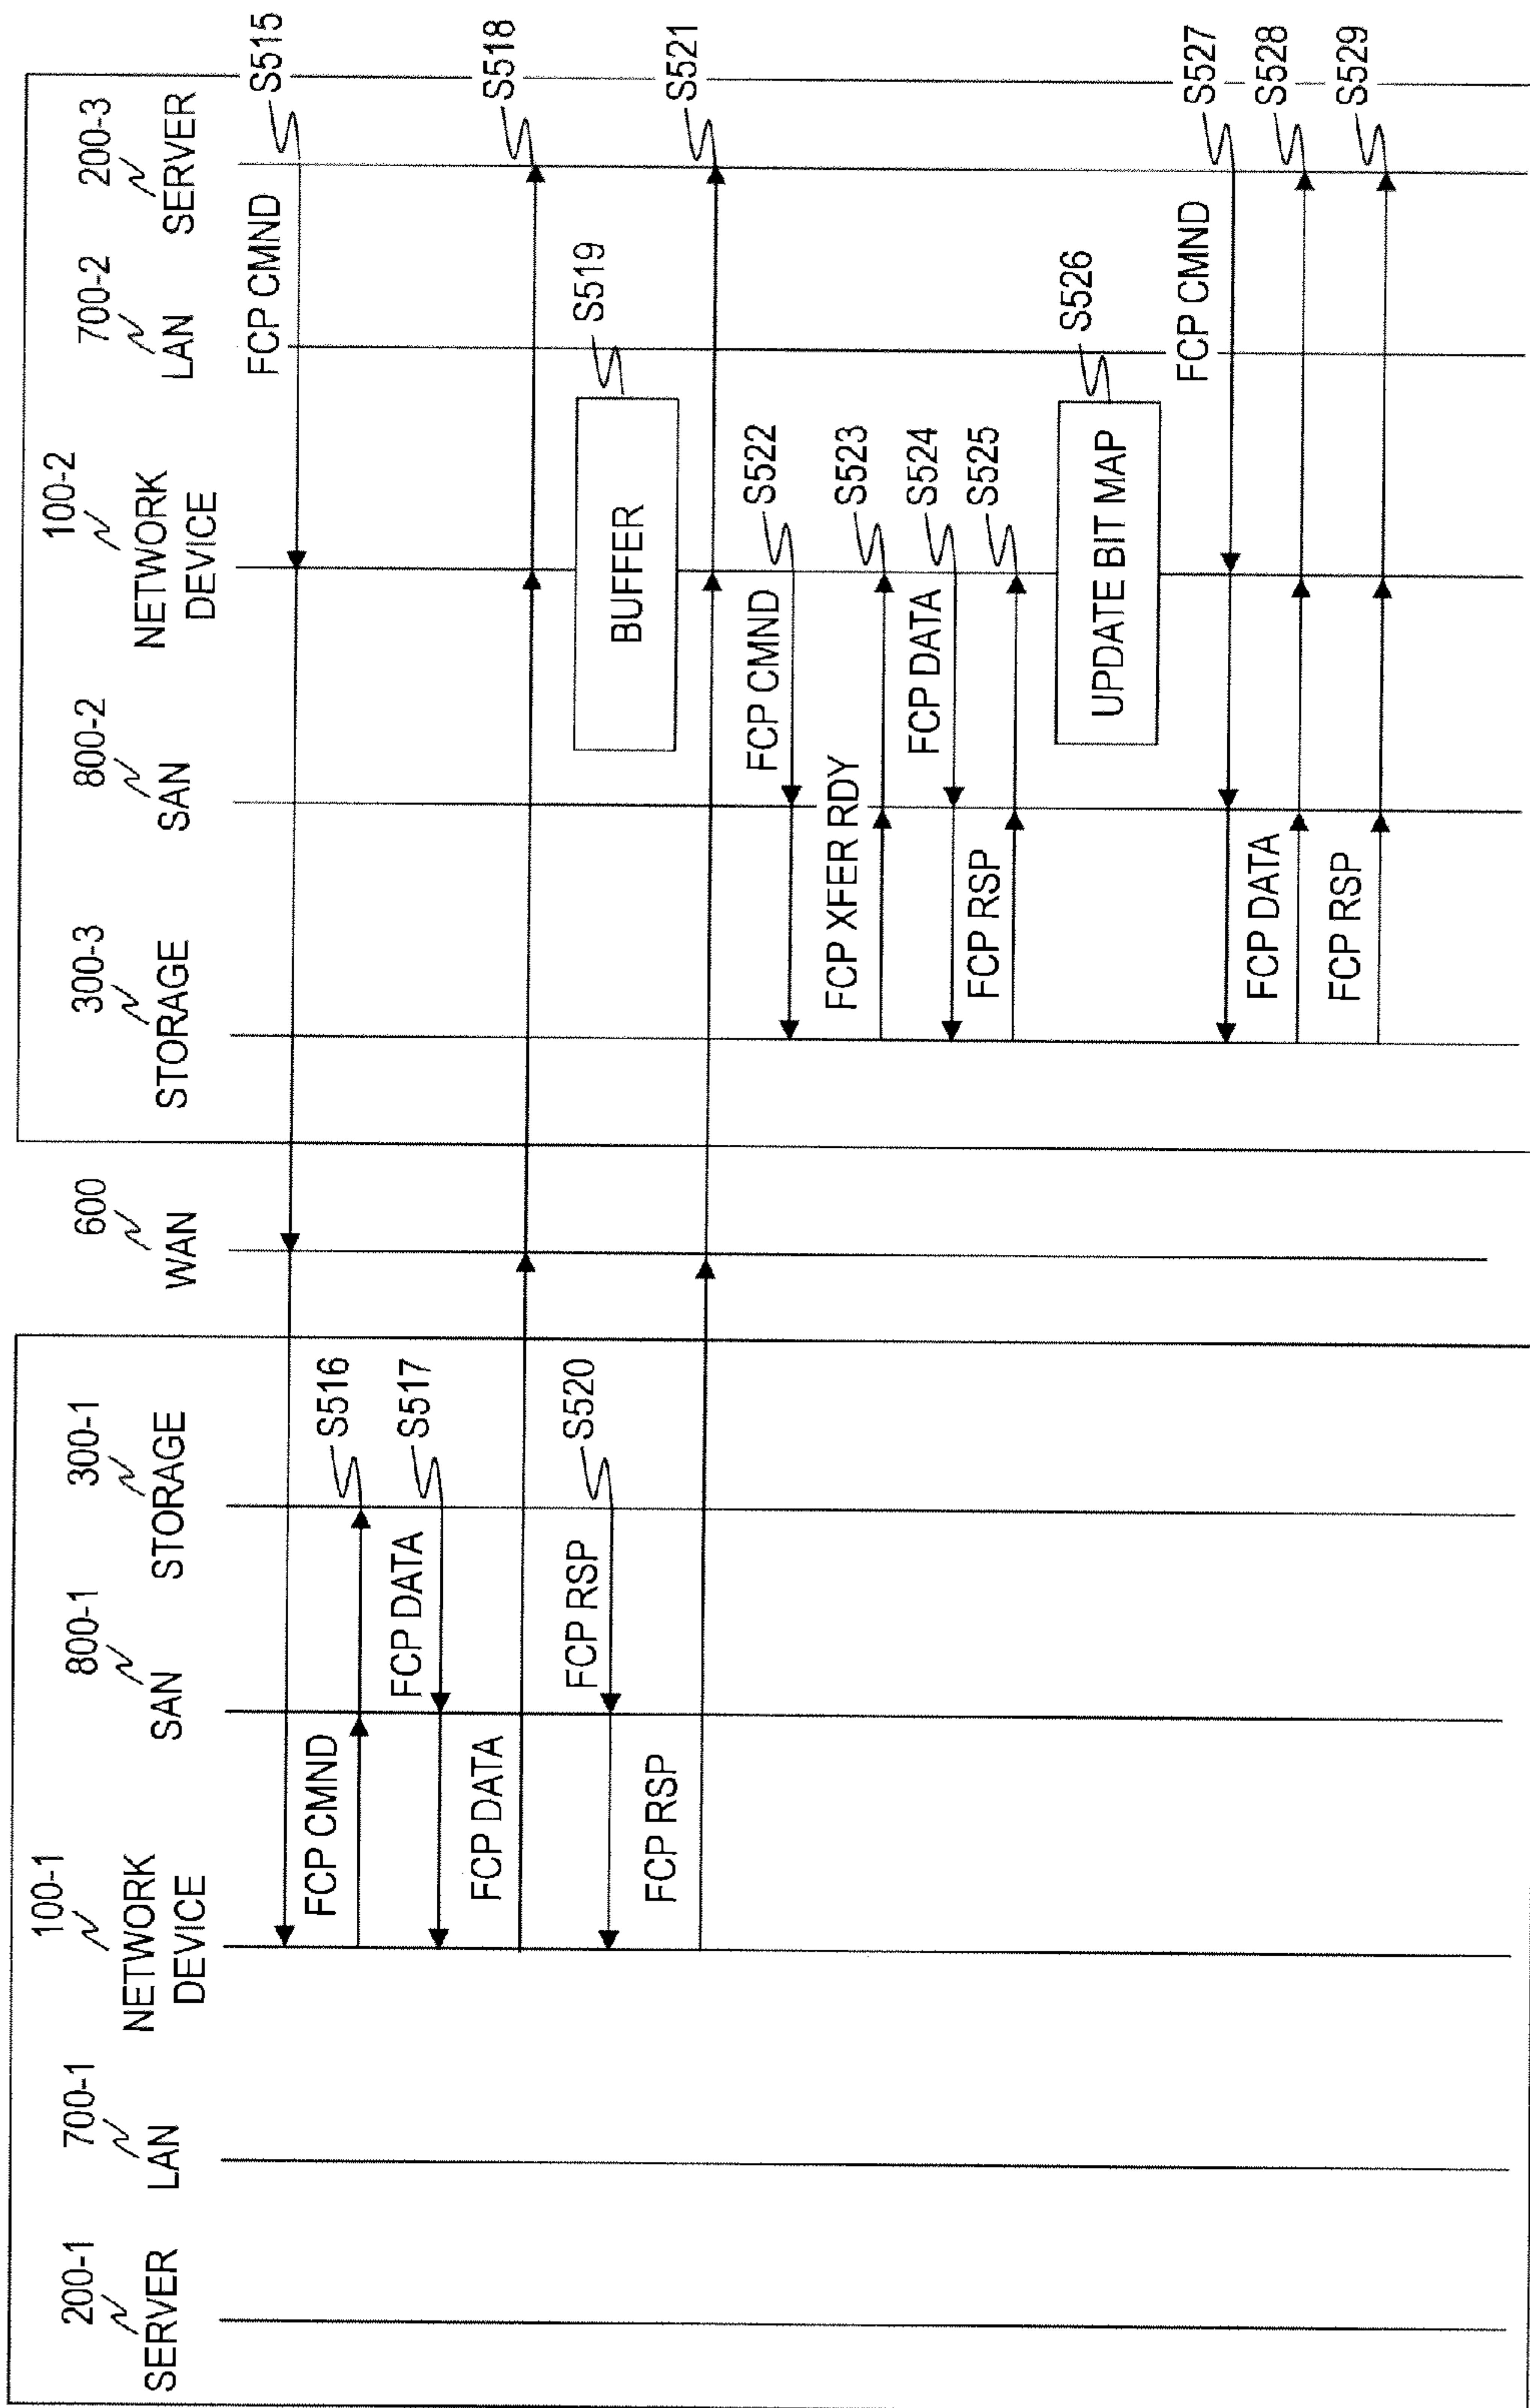 200-1
SERVER
700-1
LAN
100-1
NETWORK
DEVICE
800-1
SAN
300-1
STORAGE
600
WAN
300-3
STORAGE
800-2
SAN
100-2
NETWORK
DEVICE
700-2
LAN
200-3
SERVER
FCP CMND
S515
FCP CMND
S516
FCP DATA
S517
FCP DATA
S518
BUFFER
S519
FCP RSP
S520
FCP RSP
S521
FCP CMND
S522
FCP XFER RDY
S523
FCP DATA
S524
FCP RSP
S525
UPDATE BIT MAP
S526
FCP CMND
S527
FCP DATA
S528
FCP RSP
S529